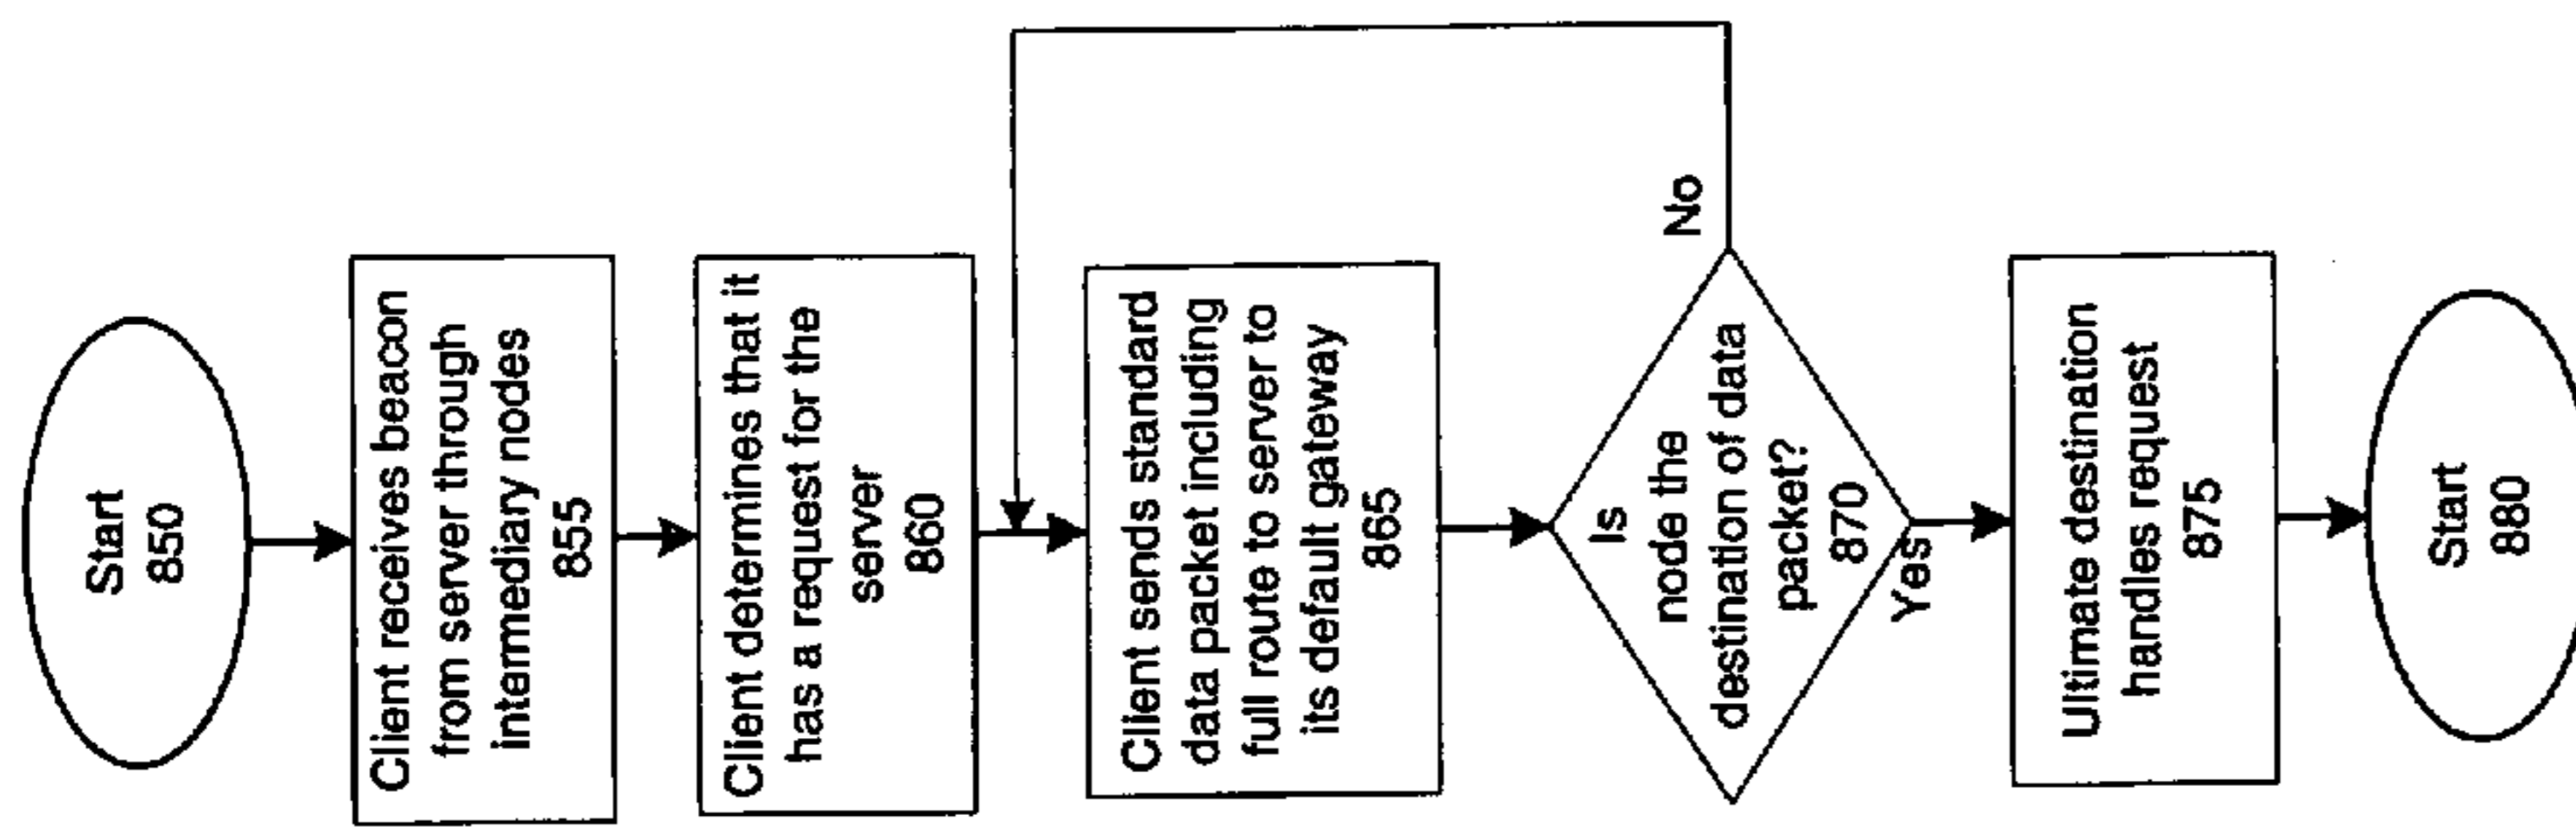 Start
850
Client receives beacon
from server through
intermediary nodes
855
Client determines that it
has a request for the
server
860
Client sends standard
data packet including
full route to server to
its default gateway
865
Is
node the
destination of data
packet?
870
No
Yes
Ultimate destination
handles request
875
Start
880